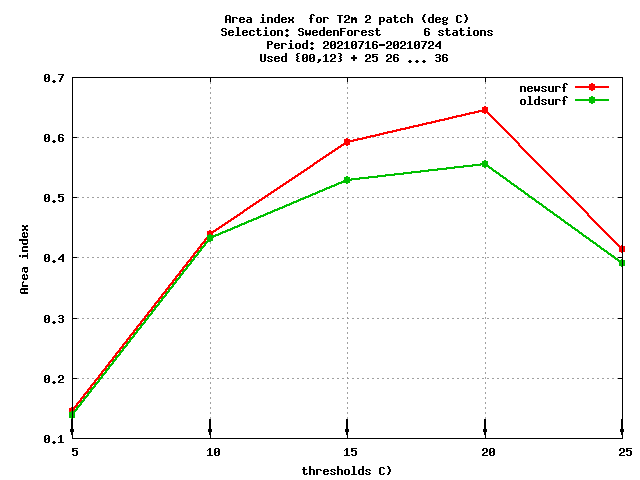 Area index  for T2m 2 patch (deg C)
Selection: SwedenForest      6 stations
Period: 20210716-20210724
Used {00,12} + 25 26 ... 36
0.7
newsurf
oldsurf
0.6
0.5
Area index
0.4
0.3
0.2
0.1
5 10 15 20 25
thresholds C)